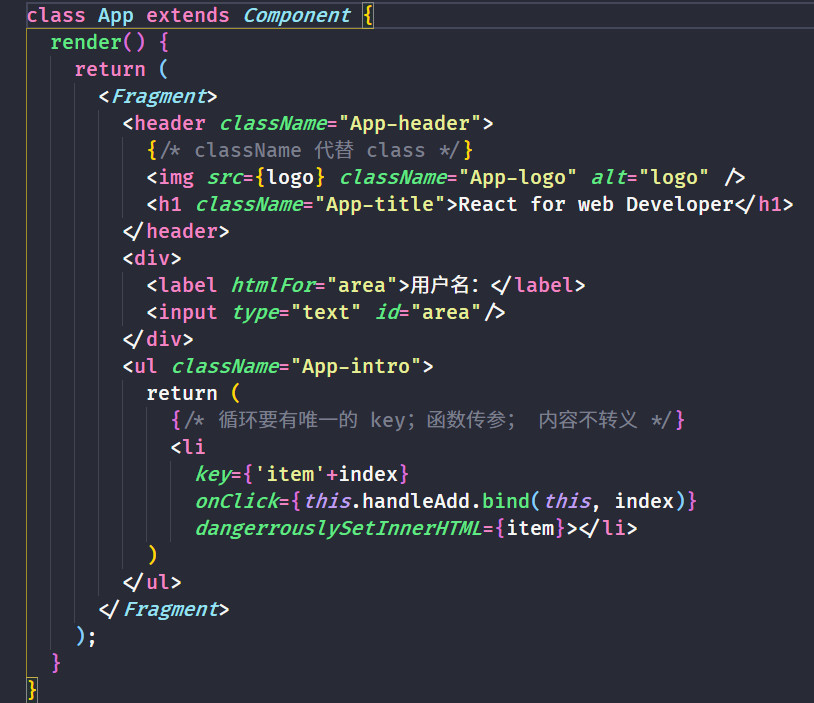 class App extends Component {
render() {
return (
<Fragment>
<header className="App-header">
{/* className 代替 class */}
<img src={logo} className="App-logo" alt="logo" />
<h1 className="App-title">React for web Developer</h1>
</header>
<div>
<label htmlFor="area">用户名：</label>
<input type="text" id="area"/>
</div>
<ul className="App-intro">
return (
{/* 循环要有唯一的 key；函数传参； 内容不转义 */}
<li
key={'item'+index}
onClick={this.handleAdd.bind(this, index)}
dangerrouslySetInnerHTML={item}></li>
)
</ul>
</Fragment>
);
}
}